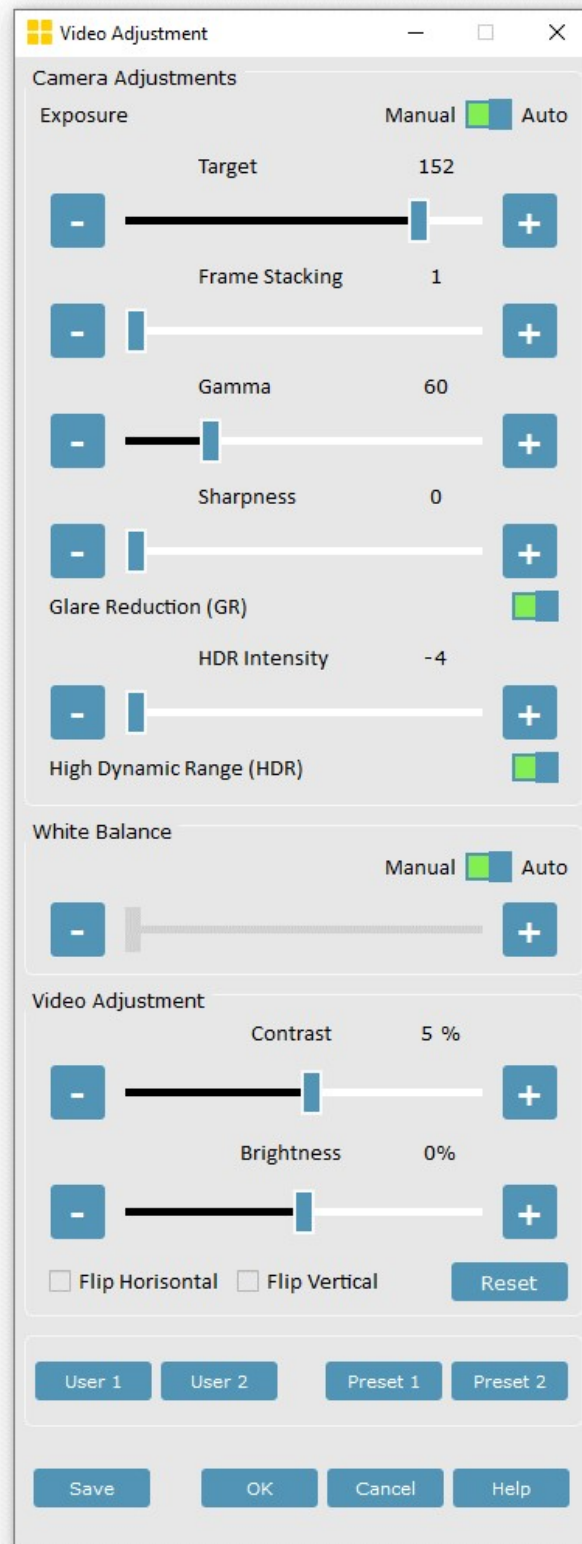 Video Adjustment
Camera Adjustments
Exposure Manual Auto
Target 152
- +
Frame Stacking 1
- +
Gamma 60
- +
Sharpness 0
- +
Glare Reduction (GR)
HDR Intensity -4
- +
High Dynamic Range (HDR)
White Balance
Manual Auto
- +
Video Adjustment
Contrast 5 %
- +
Brightness 0%
- +
Flip Horisontal Flip Vertical Reset
User 1 User 2 Preset 1 Preset 2
Save OK Cancel Help